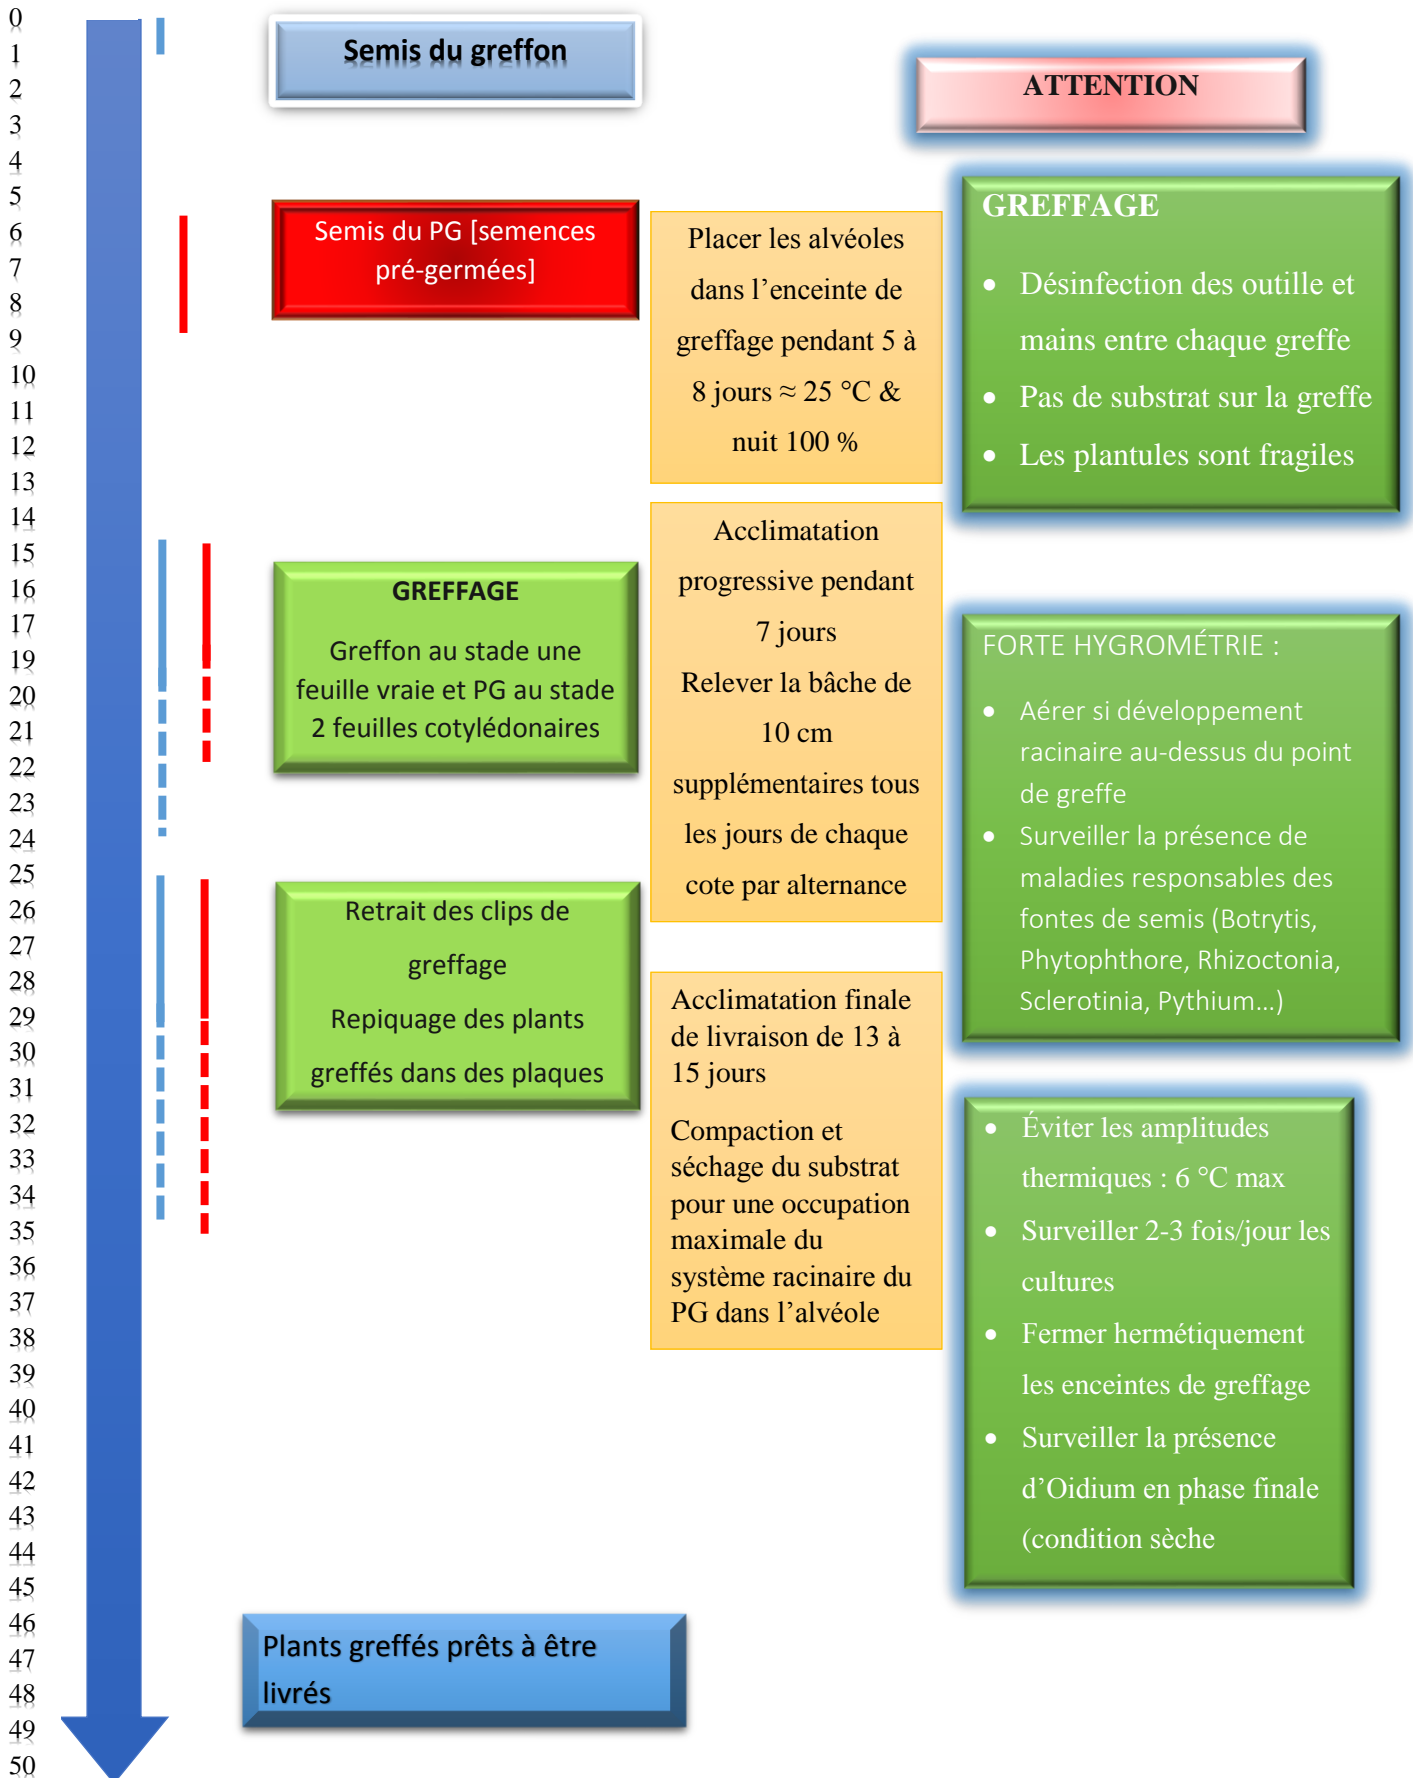 0
1
2
3
4
5
6
7
8
9
10
11
12
13
14
15
16
17
19
20
21
22
23
24
25
26
27
28
29
30
31
32
33
34
35
36
37
38
39
40
41
42
43
44
45
46
47
48
49
50
Semis du greffon
Semis du PG [semences
pré-germées]
GREFFAGE
Greffon au stade une
feuille vraie et PG au stade
2 feuilles cotylédonaires
Retrait des clips de
greffage
Repiquage des plants
greffés dans des plaques
Plants greffés prêts à être
livrés
Placer les alvéoles
dans l’enceinte de
greffage pendant 5 à
8 jours ≈ 25 °C &
nuit 100 %
Acclimatation
progressive pendant
7 jours
Relever la bâche de
10 cm
supplémentaires tous
les jours de chaque
cote par alternance
Acclimatation finale
de livraison de 13 à
15 jours
Compaction et
séchage du substrat
pour une occupation
maximale du
système racinaire du
PG dans l’alvéole
ATTENTION
GREFFAGE
• Désinfection des outille et
mains entre chaque greffe
• Pas de substrat sur la greffe
• Les plantules sont fragiles
FORTE HYGROMÉTRIE :
• Aérer si développement
racinaire au-dessus du point
de greffe
• Surveiller la présence de
maladies responsables des
fontes de semis (Botrytis,
Phytophthore, Rhizoctonia,
Sclerotinia, Pythium…)
• Éviter les amplitudes
thermiques : 6 °C max
• Surveiller 2-3 fois/jour les
cultures
• Fermer hermétiquement
les enceintes de greffage
• Surveiller la présence
d’Oidium en phase finale
(condition sèche